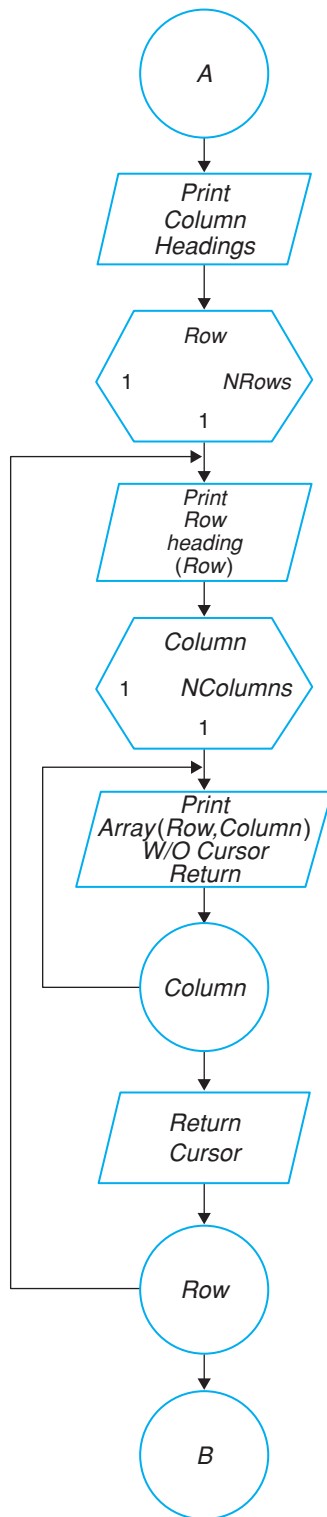 A
Print
Column
Headings
Row
1 NRows
1
Print
Row
heading
(Row)
Column
1 NColumns
1
Print
Array(Row,Column)
W/O Cursor
Return
Column
Return
Cursor
Row
B